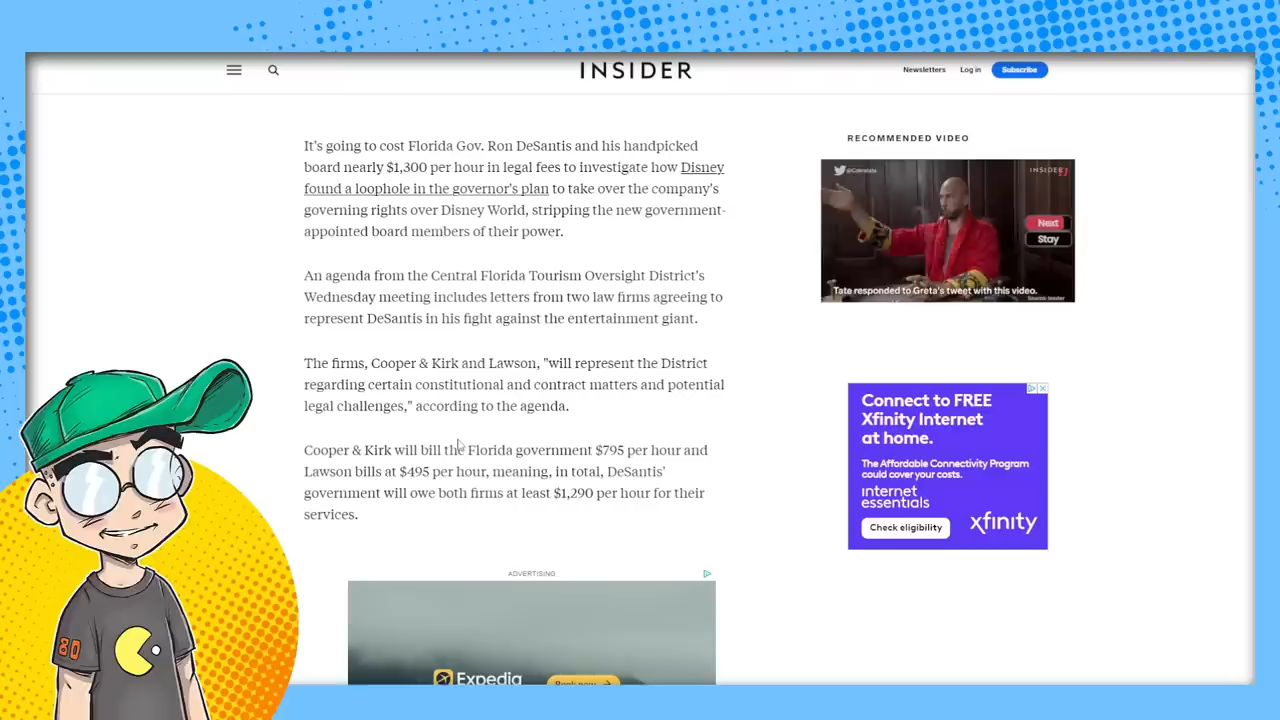 INSIDER
Newsletters
Log in
Subscribe
It's going to cost Florida Gov. Ron DeSantis and his handpicked
board nearly $1,300 per hour in legal fees to investigate how Disney
found a loophole in the governor's plan to take over the company's
governing rights over Disney World, stripping the new government-
appointed board members of their power.
An agenda from the Central Florida Tourism Oversight District's
Wednesday meeting includes letters from two law firms agreeing to
represent DeSantis in his fight against the entertainment giant.
The firms, Cooper & Kirk and Lawson, "will represent the District
regarding certain constitutional and contract matters and potential
legal challenges," according to the agenda.
Cooper & Kirk will bill the Florida government $795 per hour and
Lawson bills at $495 per hour, meaning, in total, DeSantis'
government will owe both firms at least $1,290 per hour for their
services.
ADVERTISING
Expedia
Book now →
RECOMMENDED VIDEO
@Cobratate
INSIDER
Next
Stay
Tate responded to Greta's tweet with this video.
Source: Insider
Connect to FREE
Xfinity Internet
at home.
The Affordable Connectivity Program
could cover your costs.
internet
essentials
Check eligibility
xfinity
80